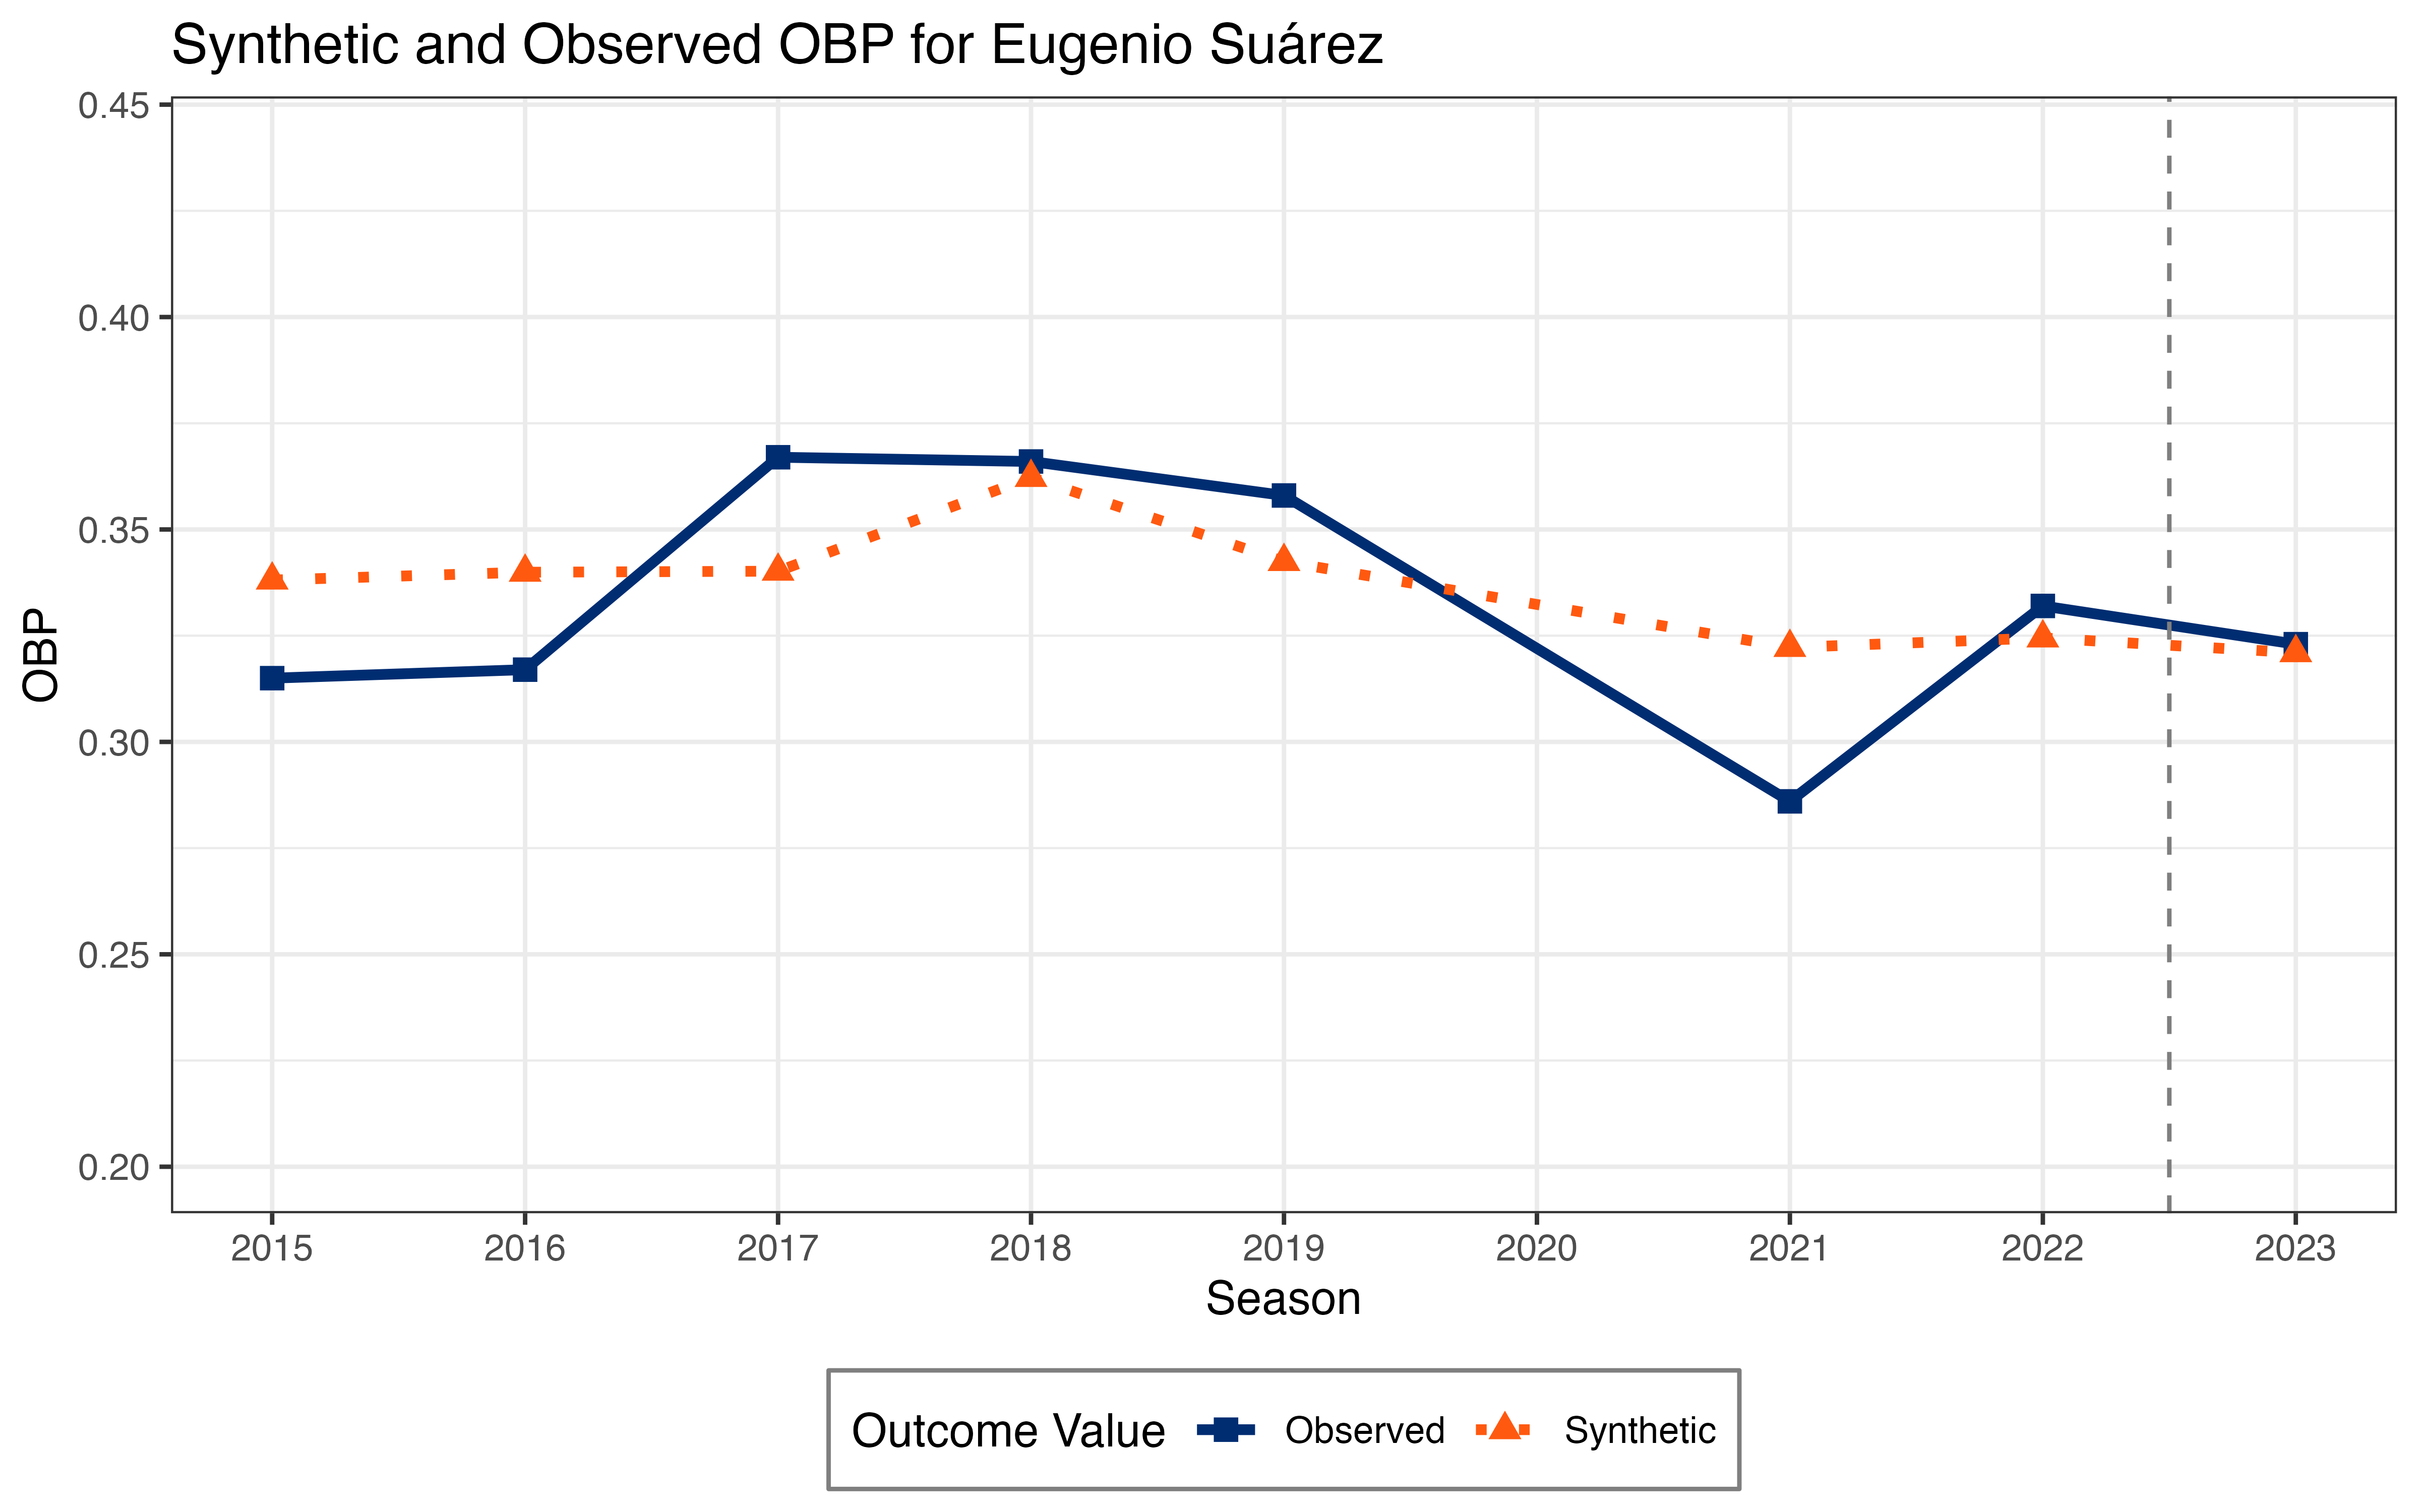 Synthetic and Observed OBP for Eugenio Suárez
0.45
0.40
0.35
0.30
0.25
0.20
OBP
2015 2016 2017 2018 2019 2020 2021 2022 2023
Season
Outcome Value Observed Synthetic